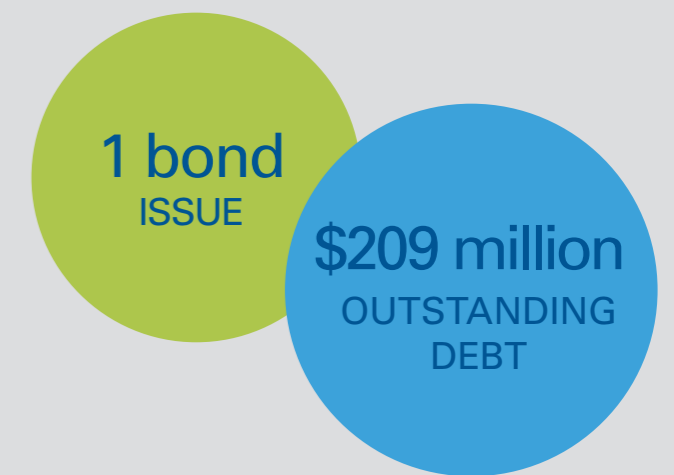 1 bond
ISSUE
$209 million
OUTSTANDING
DEBT